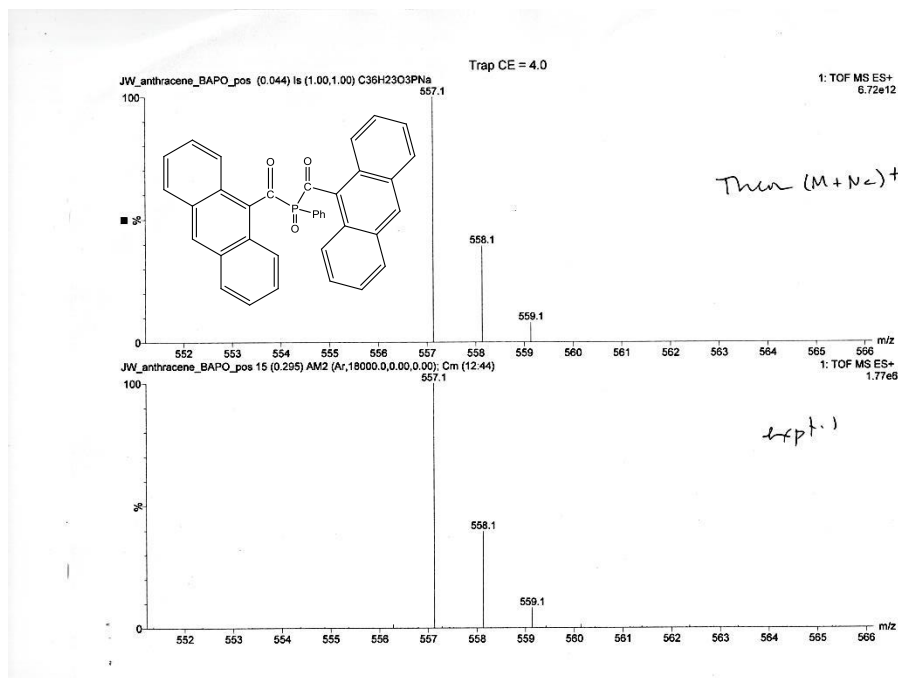 Trap CE = 4.0
JW_anthracene_BAPO_pos (0.044) Is (1.00,1.00) C36H23O3PNa
1: TOF MS ES+
6.72e12
100
557.1
O
O
C
C
P
Ph
O
Theor (M+Na)+
%
558.1
559.1
0
m/z
552 553 554 555 556 557 558 559 560 561 562 563 564 565 566
JW_anthracene_BAPO_pos 15 (0.295) AM2 (Ar,18000.0,0.00,0.00); Cm (12:44)
1: TOF MS ES+
1.77e6
100
557.1
expt.l
%
558.1
559.1
0
m/z
552 553 554 555 556 557 558 559 560 561 562 563 564 565 566